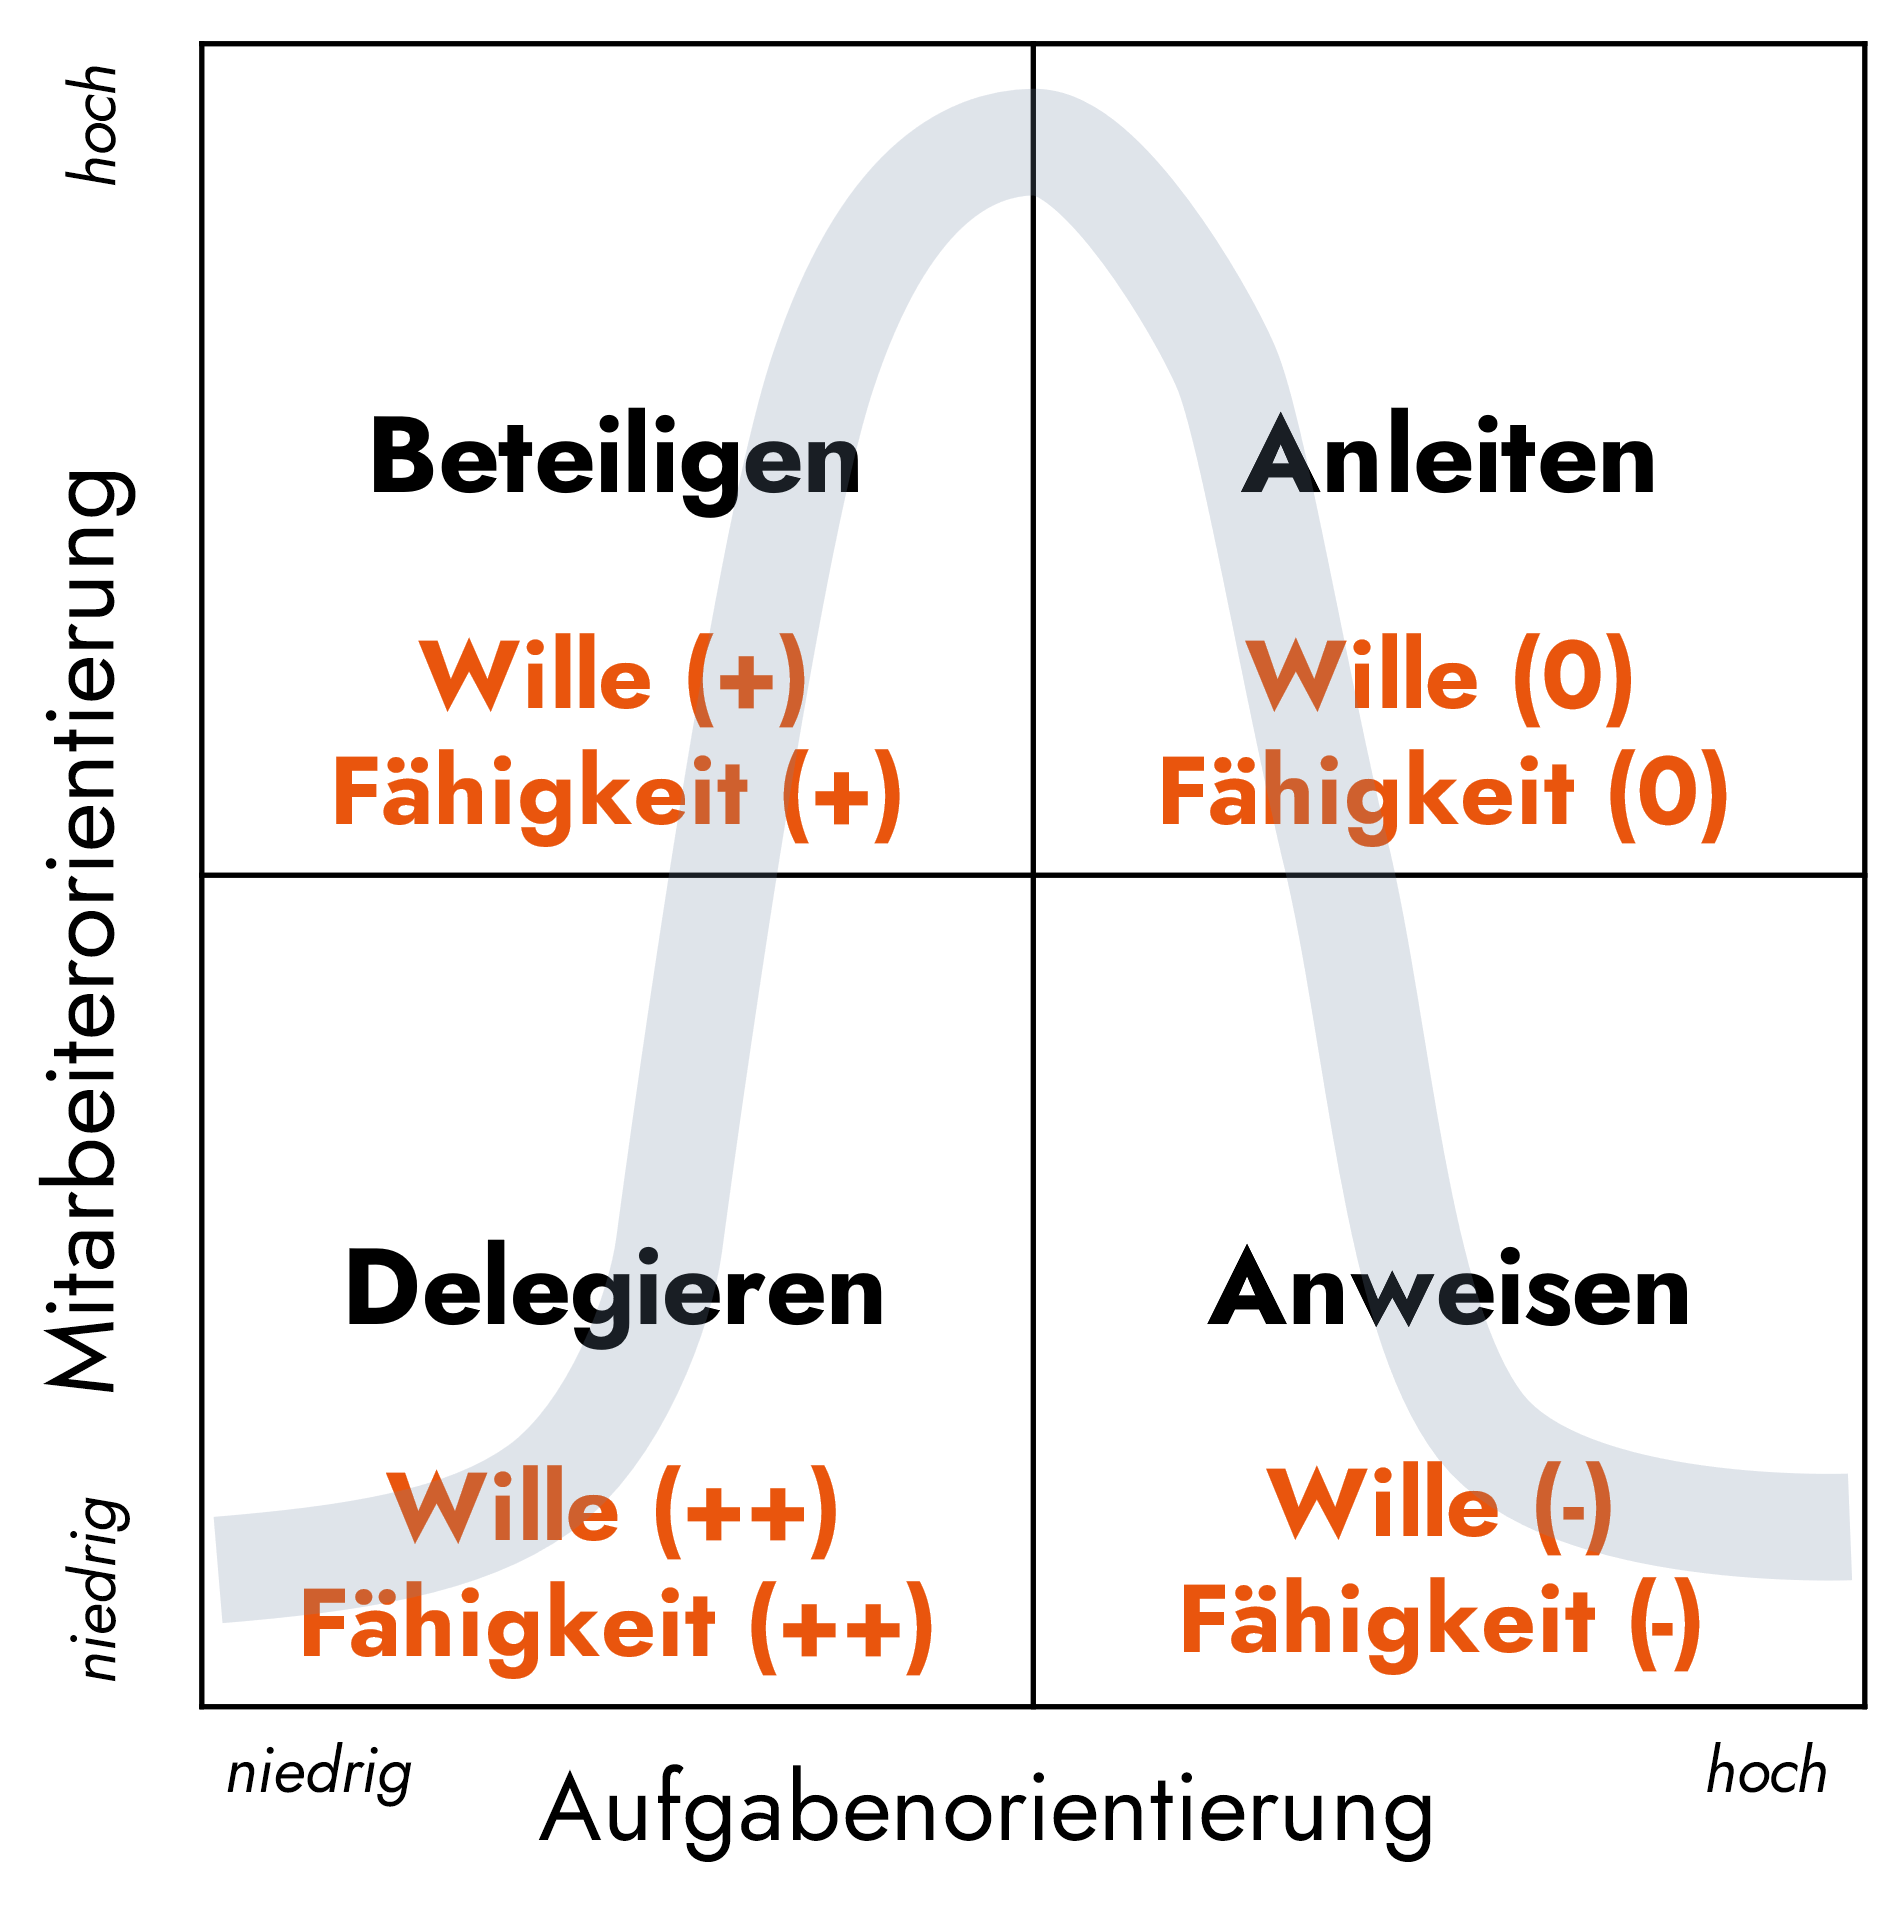 hoch
Mitarbeiterorientierung
niedrig
Beteiligen
Wille (+)
Fähigkeit (+)
Anleiten
Wille (0)
Fähigkeit (0)
Delegieren
Wille (++)
Fähigkeit (++)
Anweisen
Wille (-)
Fähigkeit (-)
niedrig
Aufgabenorientierung
hoch